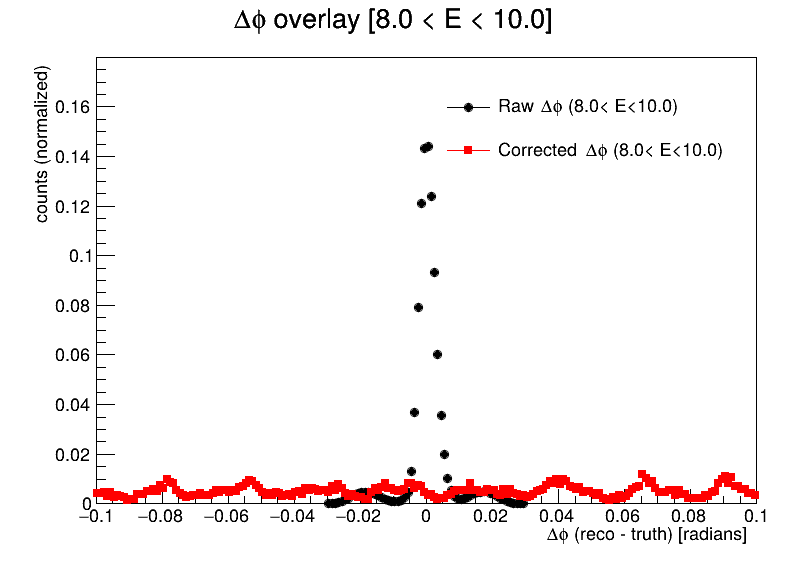 Δϕ overlay [8.0 < E < 10.0]
counts (normalized)
Raw Δϕ (8.0< E<10.0)
Corrected Δϕ (8.0< E<10.0)
0.16
0.14
0.12
0.1
0.08
0.06
0.04
0.02
0
−0.1 −0.08 −0.06 −0.04 −0.02 0 0.02 0.04 0.06 0.08 0.1
Δϕ (reco - truth) [radians]